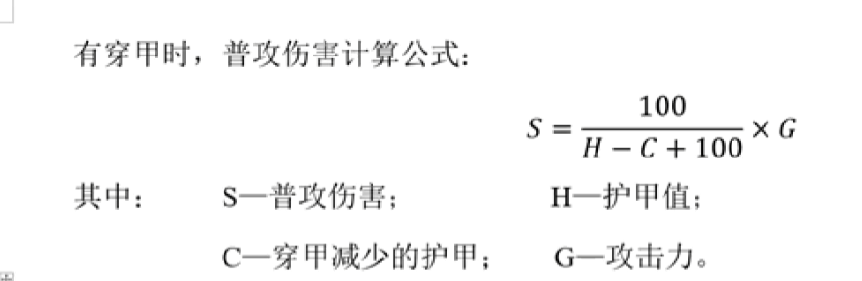 有穿甲时，普攻伤害计算公式：
S = 100 / (H − C + 100) × G
其中： S—普攻伤害； H—护甲值；
C—穿甲减少的护甲； G—攻击力。